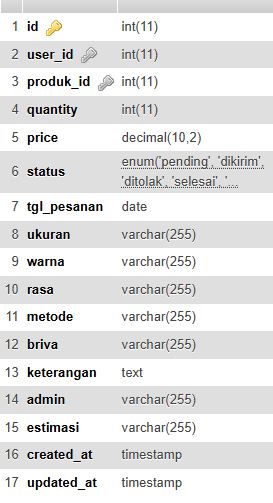 1 id int(11)
2 user_id int(11)
3 produk_id int(11)
4 quantity int(11)
5 price decimal(10,2)
6 status enum('pending', 'dikirim',
'ditolak', 'selesai', ' ...
7 tgl_pesanan date
8 ukuran varchar(255)
9 warna varchar(255)
10 rasa varchar(255)
11 metode varchar(255)
12 briva varchar(255)
13 keterangan text
14 admin varchar(255)
15 estimasi varchar(255)
16 created_at timestamp
17 updated_at timestamp